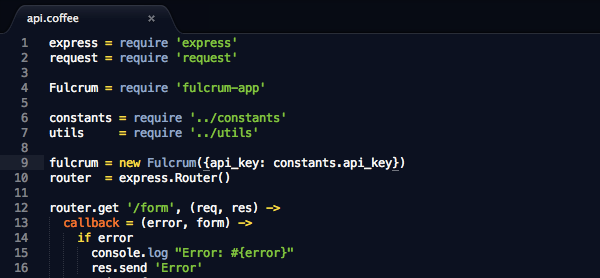 api.coffee ×
1 express = require 'express'
2 request = require 'request'
3
4 Fulcrum = require 'fulcrum-app'
5
6 constants = require '../constants'
7 utils     = require '../utils'
8
9 fulcrum = new Fulcrum({api_key: constants.api_key})
10 router  = express.Router()
11
12 router.get '/form', (req, res) ->
13   callback = (error, form) ->
14     if error
15       console.log "Error: #{error}"
16       res.send 'Error'